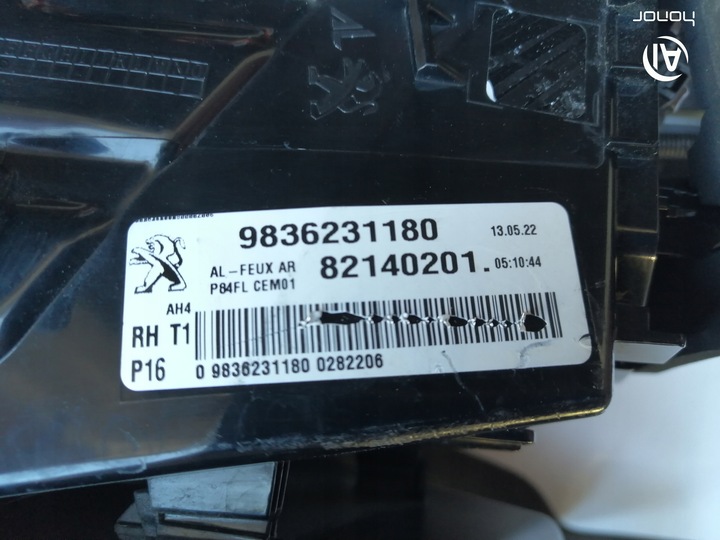 honor
AI
9836231180 13.05.22
AL-FEUX AR 82140201. 05:10:44
P84FL CEM01
AH4
RH T1
P16 0 9836231180 0282206